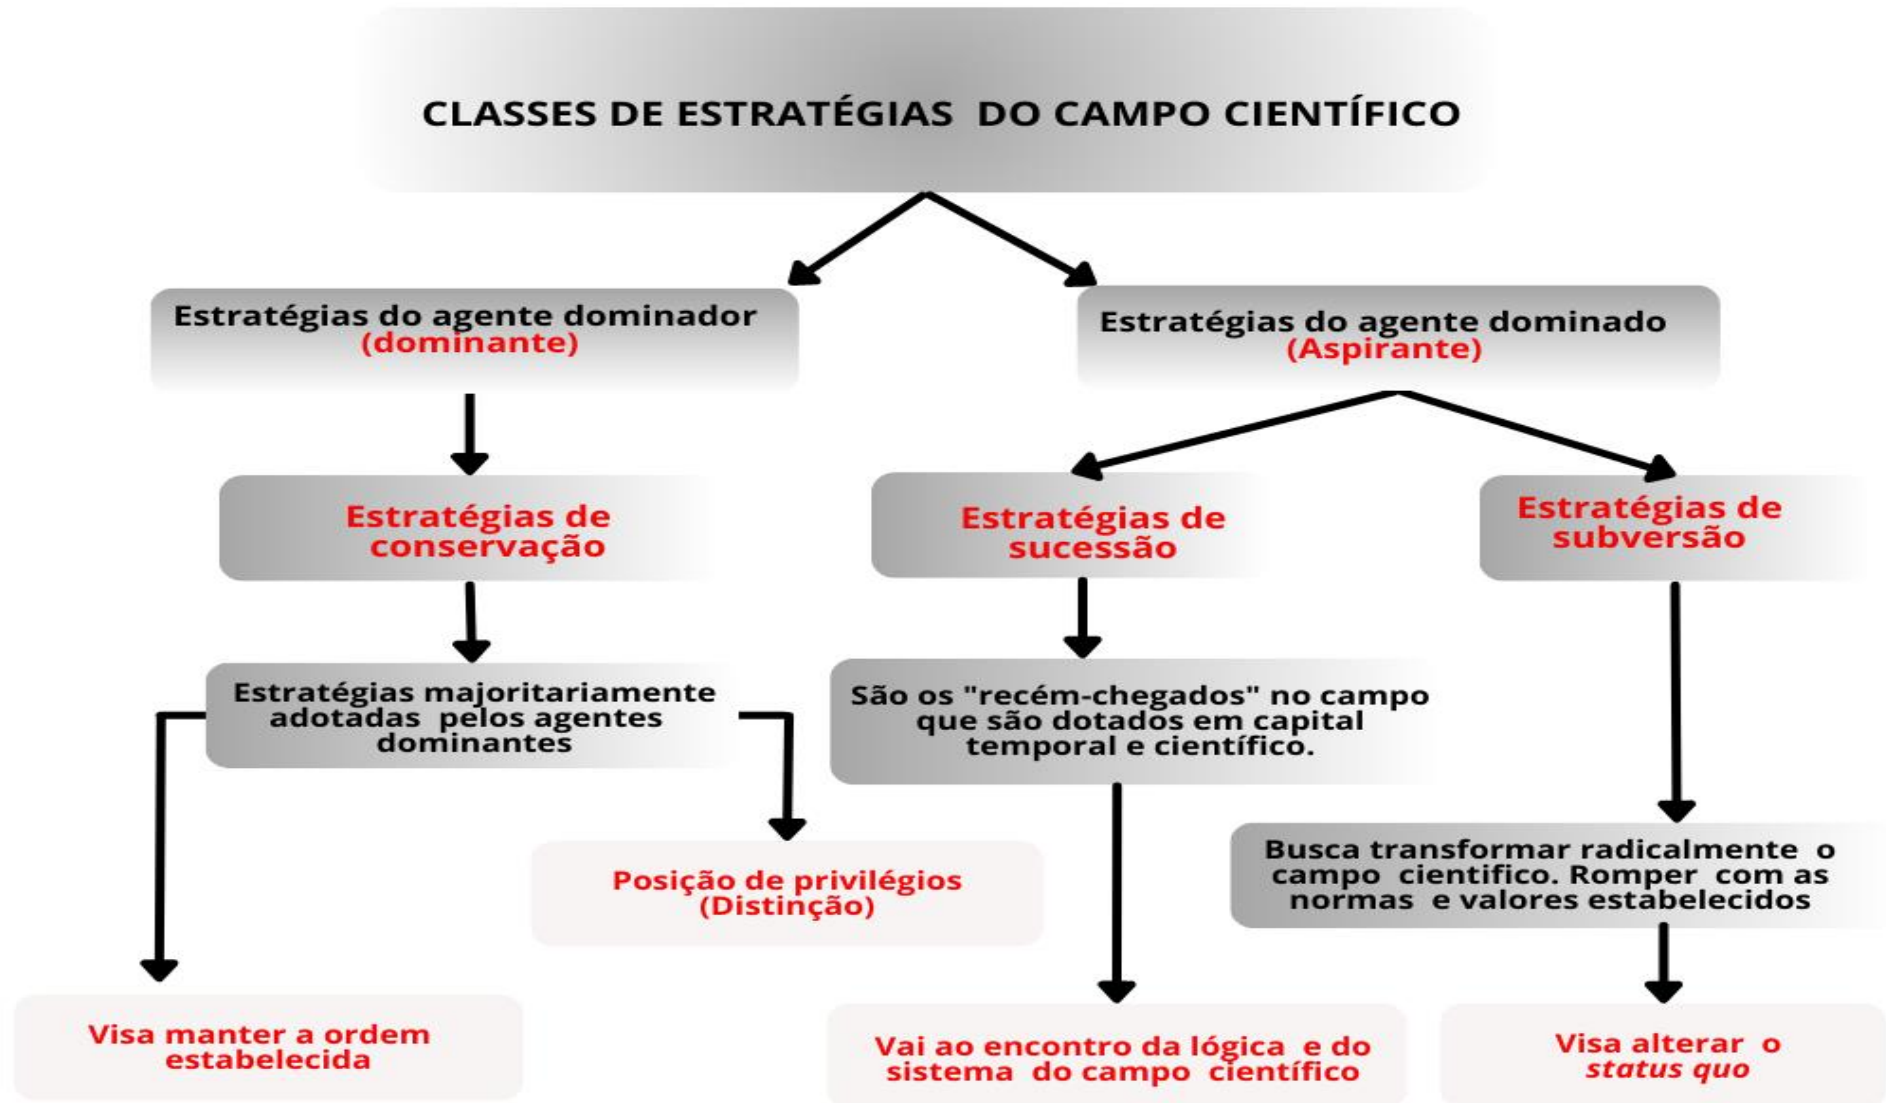 CLASSES DE ESTRATÉGIAS DO CAMPO CIENTÍFICO
Estratégias do agente dominador
(dominante)
Estratégias do agente dominado
(Aspirante)
Estratégias de
conservação
Estratégias de
sucessão
Estratégias de
subversão
Estratégias majoritariamente
adotadas pelos agentes
dominantes
São os "recém-chegados" no campo
que são dotados em capital
temporal e científico.
Busca transformar radicalmente o
campo cientifico. Romper com as
normas e valores estabelecidos
Posição de privilégios
(Distinção)
Visa manter a ordem
estabelecida
Vai ao encontro da lógica e do
sistema do campo científico
Visa alterar o
status quo